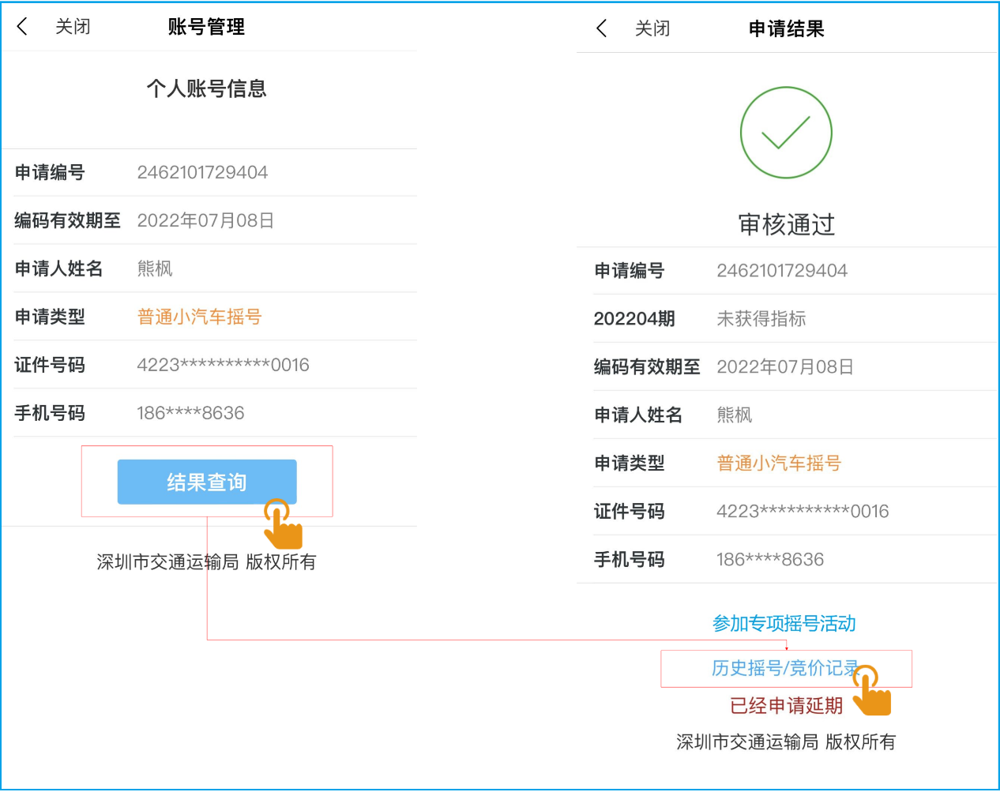 关闭
账号管理
个人账号信息
申请编号 2462101729404
编码有效期至 2022年07月08日
申请人姓名 熊枫
申请类型 普通小汽车摇号
证件号码 4223**********0016
手机号码 186****8636
结果查询
深圳市交通运输局 版权所有
关闭
申请结果
审核通过
申请编号 2462101729404
202204期 未获得指标
编码有效期至 2022年07月08日
申请人姓名 熊枫
申请类型 普通小汽车摇号
证件号码 4223**********0016
手机号码 186****8636
参加专项摇号活动
历史摇号/竞价记录
已经申请延期
深圳市交通运输局 版权所有